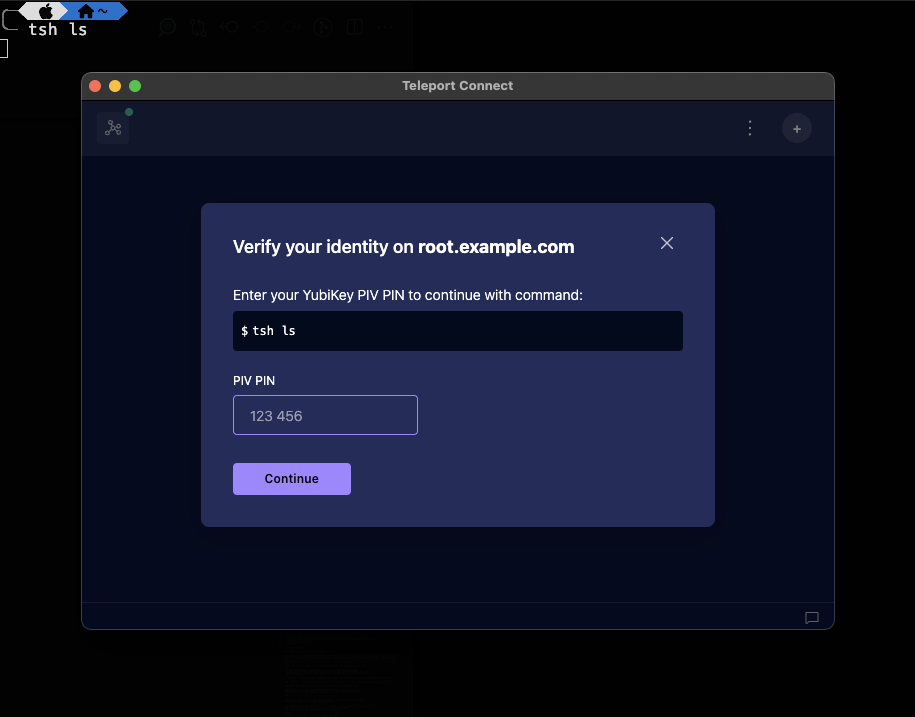 ~
tsh ls
Teleport Connect
Verify your identity on root.example.com
Enter your YubiKey PIV PIN to continue with command:
$ tsh ls
PIV PIN
123 456
Continue